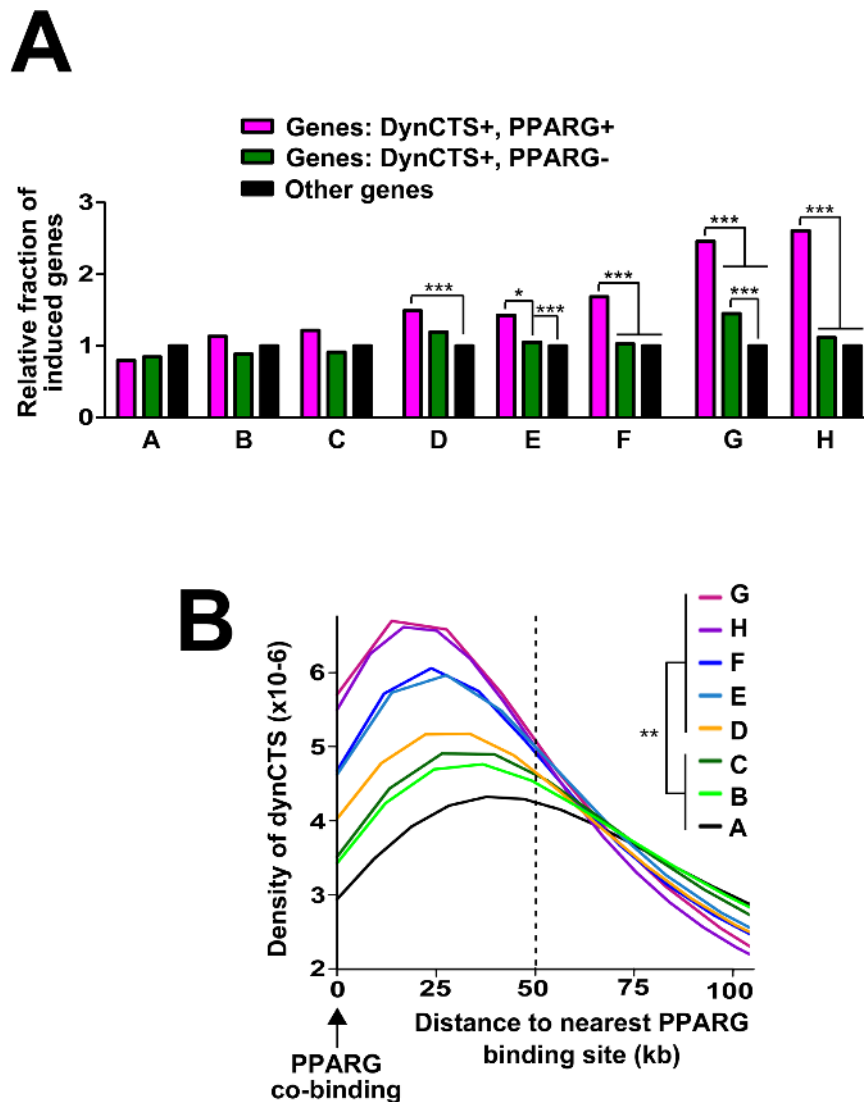 A
Genes: DynCTS+, PPARG+
Genes: DynCTS+, PPARG-
Other genes
Relative fraction of
induced genes
3
2
1
0
*** * *** *** *** *** ***
A B C D E F G H
B
Density of dynCTS (x10-6)
6
5
4
3
2
0 25 50 75 100
Distance to nearest PPARG
binding site (kb)
PPARG
co-binding
**
G
H
F
E
D
C
B
A